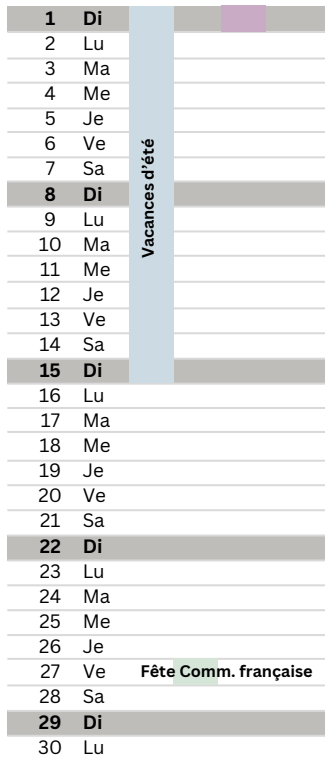 1 Di
2 Lu
3 Ma
4 Me
5 Je
6 Ve
7 Sa
Vacances d'été
8 Di
9 Lu
10 Ma
11 Me
12 Je
13 Ve
14 Sa
15 Di
16 Lu
17 Ma
18 Me
19 Je
20 Ve
21 Sa
22 Di
23 Lu
24 Ma
25 Me
26 Je
27 Ve Fête Comm. française
28 Sa
29 Di
30 Lu